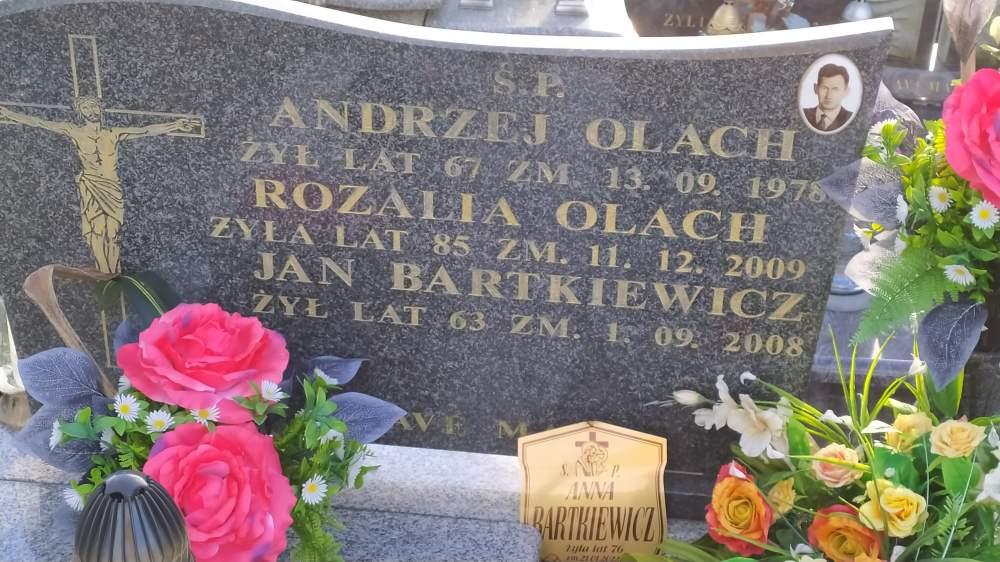 Ś.P.
ANDRZEJ OLACH
ŻYŁ LAT 67 ZM. 13. 09. 1978
ROZALIA OLACH
ŻYŁA LAT 85 ZM. 11. 12. 2009
JAN BARTKIEWICZ
ŻYŁ LAT 63 ZM. 1. 09. 2008
AVE
Ś. P.
ANNA
BARTKIEWICZ
żyła lat 76